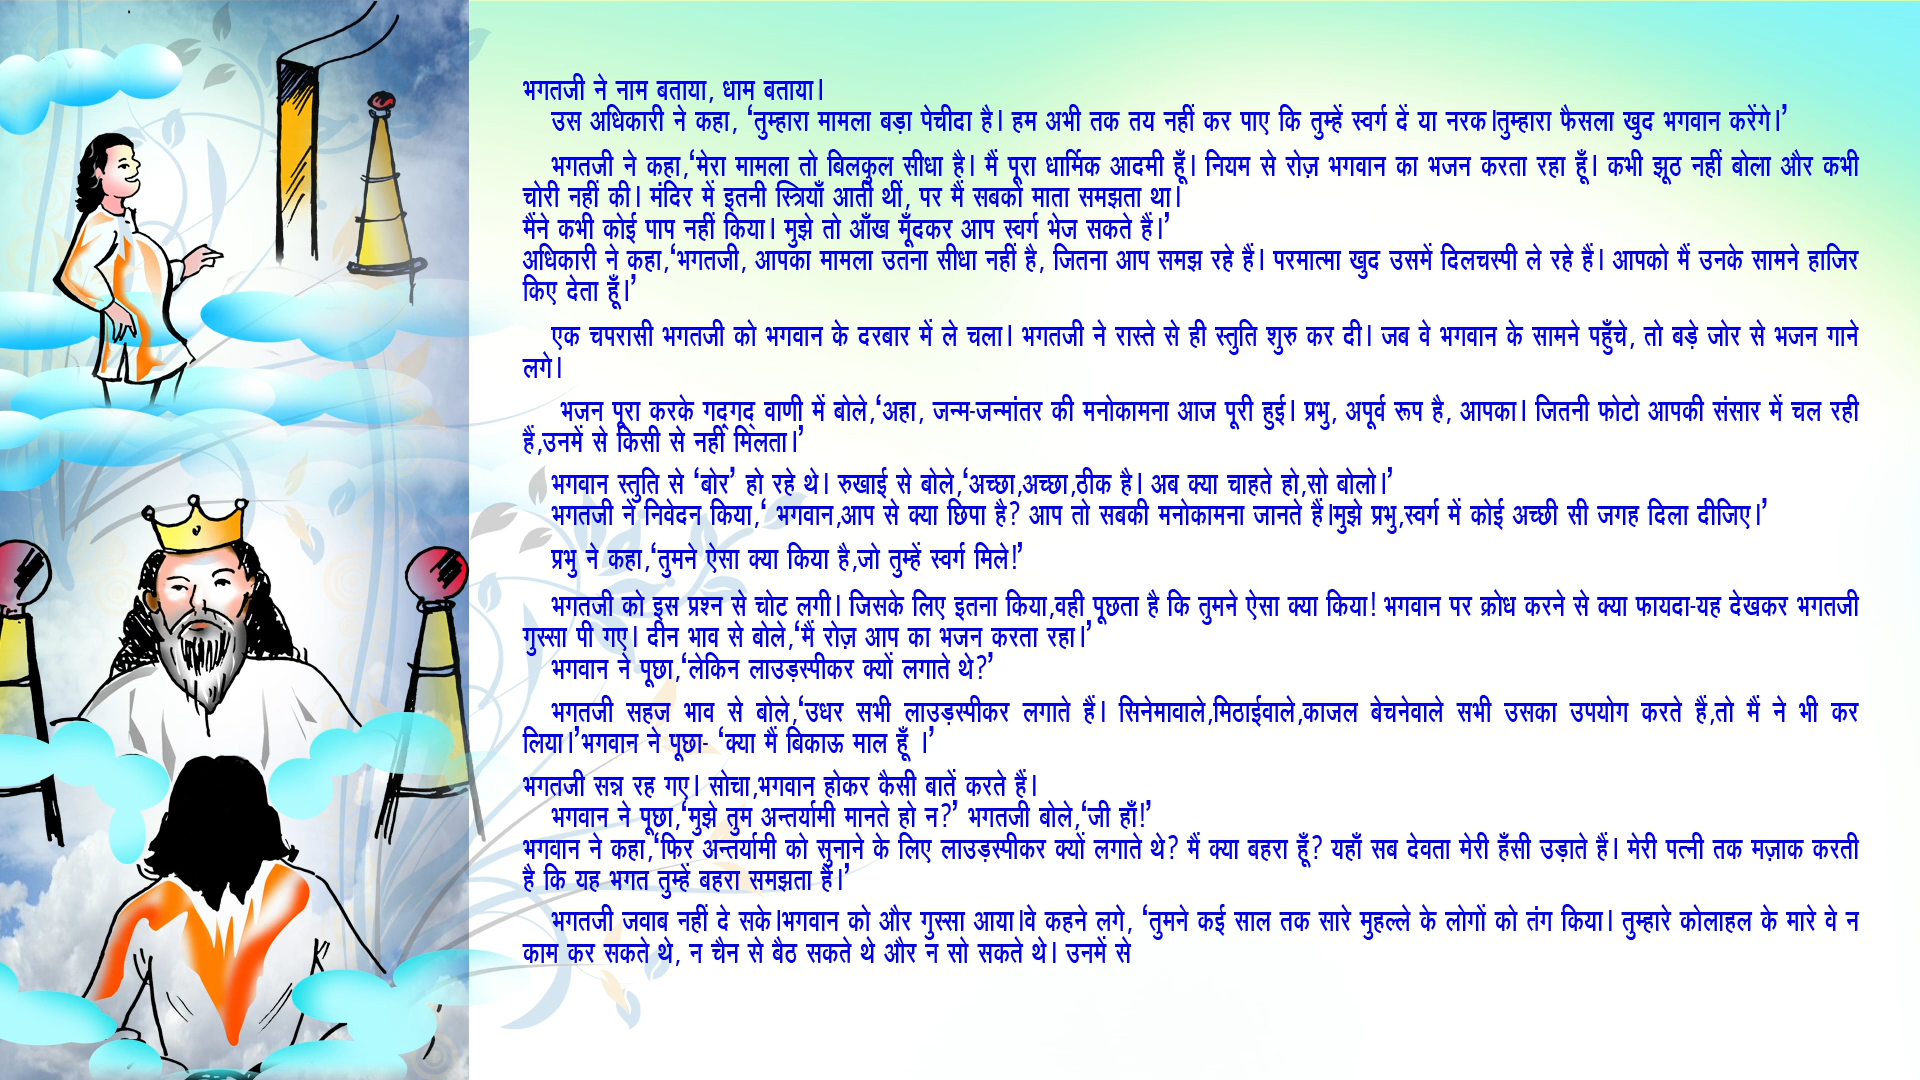 भगतजी ने नाम बताया, धाम बताया।
उस अधिकारी ने कहा, ‘तुम्हारा मामला बड़ा पेचीदा है। हम अभी तक तय नहीं कर पाए कि तुम्हें स्वर्ग दें या नरक।तुम्हारा फैसला खुद भगवान करेंगे।’
भगतजी ने कहा,‘मेरा मामला तो बिलकुल सीधा है। मैं पूरा धार्मिक आदमी हूँ। नियम से रोज़ भगवान का भजन करता रहा हूँ। कभी झूठ नहीं बोला और कभी
चोरी नहीं की। मंदिर में इतनी स्त्रियाँ आती थीं, पर मैं सबको माता समझता था।
मैंने कभी कोई पाप नहीं किया। मुझे तो आँख मूँदकर आप स्वर्ग भेज सकते हैं।’
अधिकारी ने कहा,‘भगतजी, आपका मामला उतना सीधा नहीं है, जितना आप समझ रहे हैं। परमात्मा खुद उसमें दिलचस्पी ले रहे हैं। आपको मैं उनके सामने हाजिर
किए देता हूँ।’
एक चपरासी भगतजी को भगवान के दरबार में ले चला। भगतजी ने रास्ते से ही स्तुति शुरु कर दी। जब वे भगवान के सामने पहुँचे, तो बड़े जोर से भजन गाने
लगे।
भजन पूरा करके गद्‌गद्‌ वाणी में बोले,‘अहा, जन्म-जन्मांतर की मनोकामना आज पूरी हुई। प्रभु, अपूर्व रूप है, आपका। जितनी फोटो आपकी संसार में चल रही
हैं,उनमें से किसी से नहीं मिलता।’
भगवान स्तुति से ‘बोर’ हो रहे थे। रुखाई से बोले,‘अच्छा,अच्छा,ठीक है। अब क्या चाहते हो,सो बोलो।’
भगतजी ने निवेदन किया,‘ भगवान,आप से क्या छिपा है? आप तो सबकी मनोकामना जानते हैं।मुझे प्रभु,स्वर्ग में कोई अच्छी सी जगह दिला दीजिए।’
प्रभु ने कहा,‘तुमने ऐसा क्या किया है,जो तुम्हें स्वर्ग मिले!’
भगतजी को इस प्रश्न से चोट लगी। जिसके लिए इतना किया,वही पूछता है कि तुमने ऐसा क्या किया! भगवान पर क्रोध करने से क्या फायदा-यह देखकर भगतजी
गुस्सा पी गए। दीन भाव से बोले,‘मैं रोज़ आप का भजन करता रहा।’
भगवान ने पूछा,‘लेकिन लाउड़स्पीकर क्यों लगाते थे?’
भगतजी सहज भाव से बोले,‘उधर सभी लाउड़स्पीकर लगाते हैं। सिनेमावाले,मिठाईवाले,काजल बेचनेवाले सभी उसका उपयोग करते हैं,तो मैं ने भी कर
लिया।’भगवान ने पूछा- ‘क्या मैं बिकाऊ माल हूँ ।’
भगतजी सन्न रह गए। सोचा,भगवान होकर कैसी बातें करते हैं।
भगवान ने पूछा,‘मुझे तुम अन्तर्यामी मानते हो न?’ भगतजी बोले,‘जी हाँ!’
भगवान ने कहा,‘फिर अन्तर्यामी को सुनाने के लिए लाउड़स्पीकर क्यों लगाते थे? मैं क्या बहरा हूँ? यहाँ सब देवता मेरी हँसी उड़ाते हैं। मेरी पत्नी तक मज़ाक करती
है कि यह भगत तुम्हें बहरा समझता है।’
भगतजी जवाब नहीं दे सके।भगवान को और गुस्सा आया।वे कहने लगे, ‘तुमने कई साल तक सारे मुहल्ले के लोगों को तंग किया। तुम्हारे कोलाहल के मारे वे न
काम कर सकते थे, न चैन से बैठ सकते थे और न सो सकते थे। उनमें से